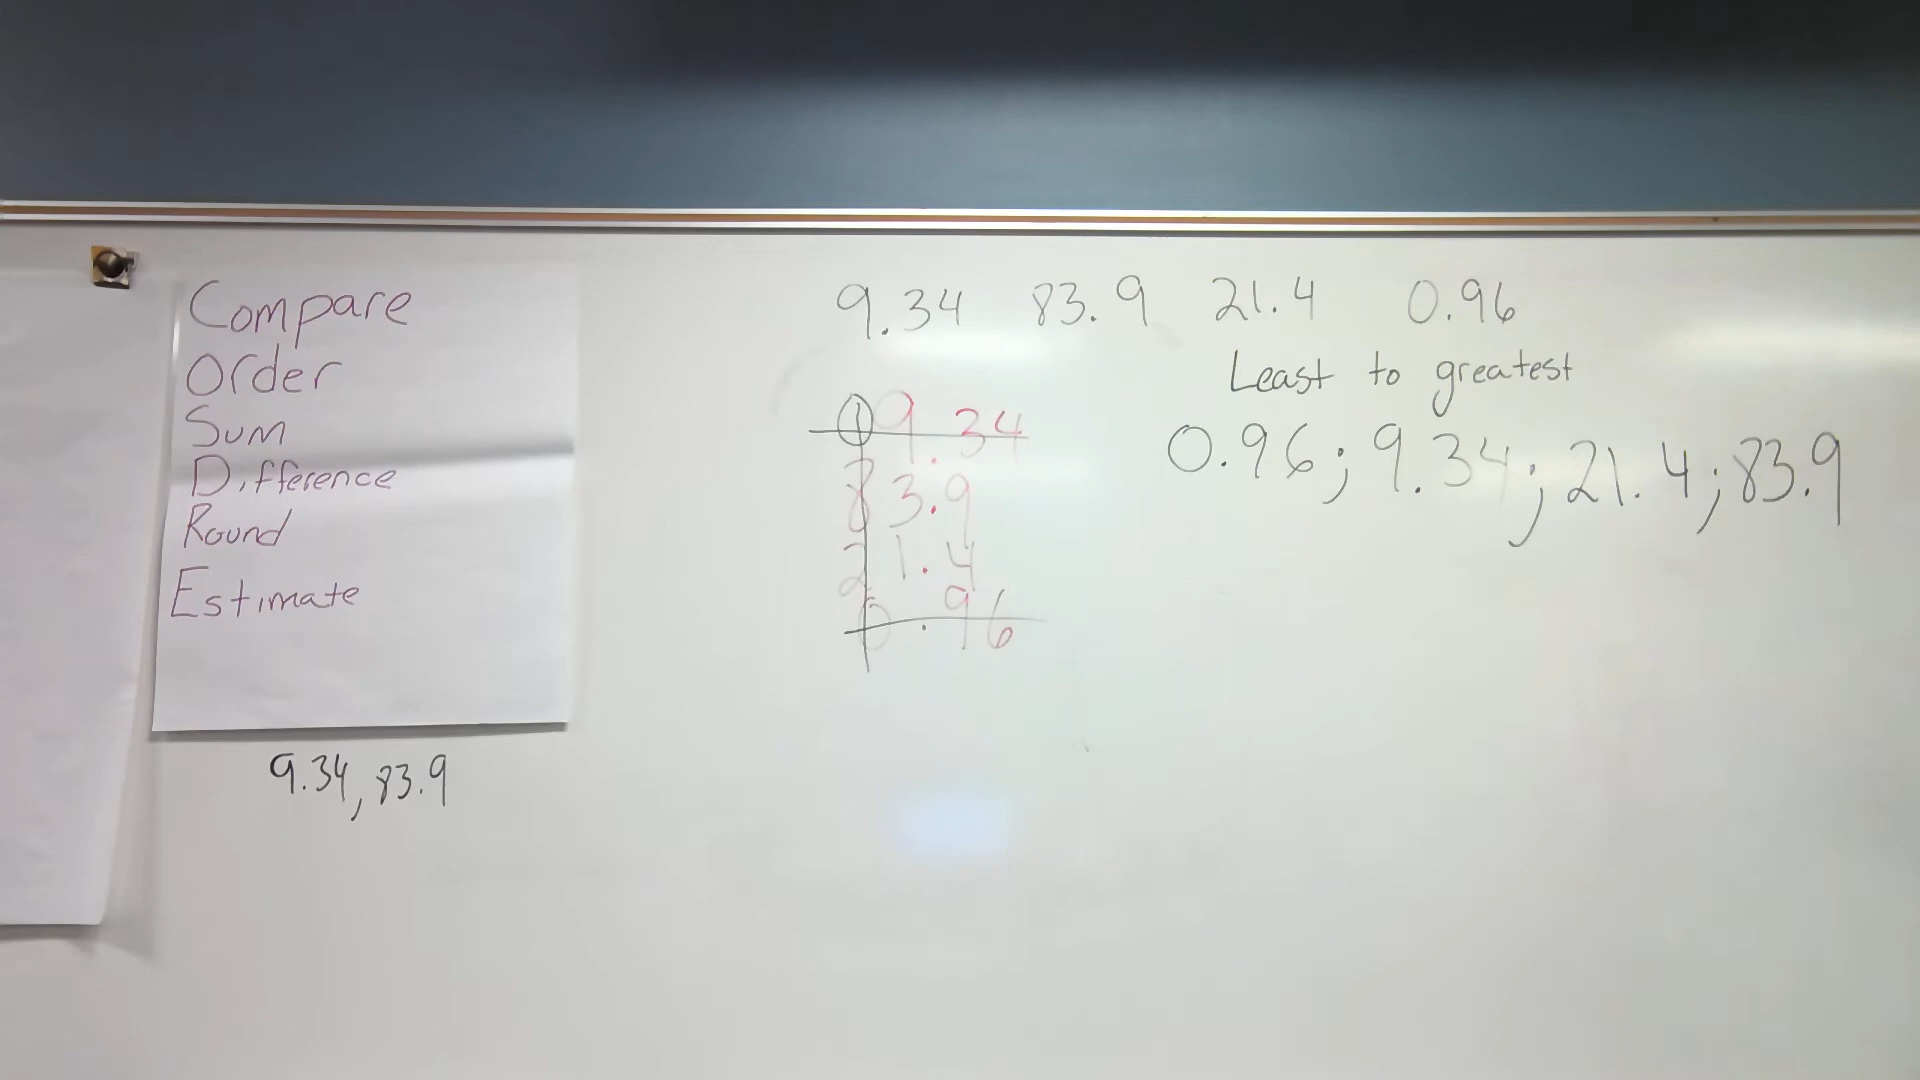 Compare
Order
Sum
Difference
Round
Estimate
9.34, 83.9
9.34 83.9 21.4 0.96
Least to greatest
0.96; 9.34; 21.4; 83.9
9.34
83.9
21.4
0.96